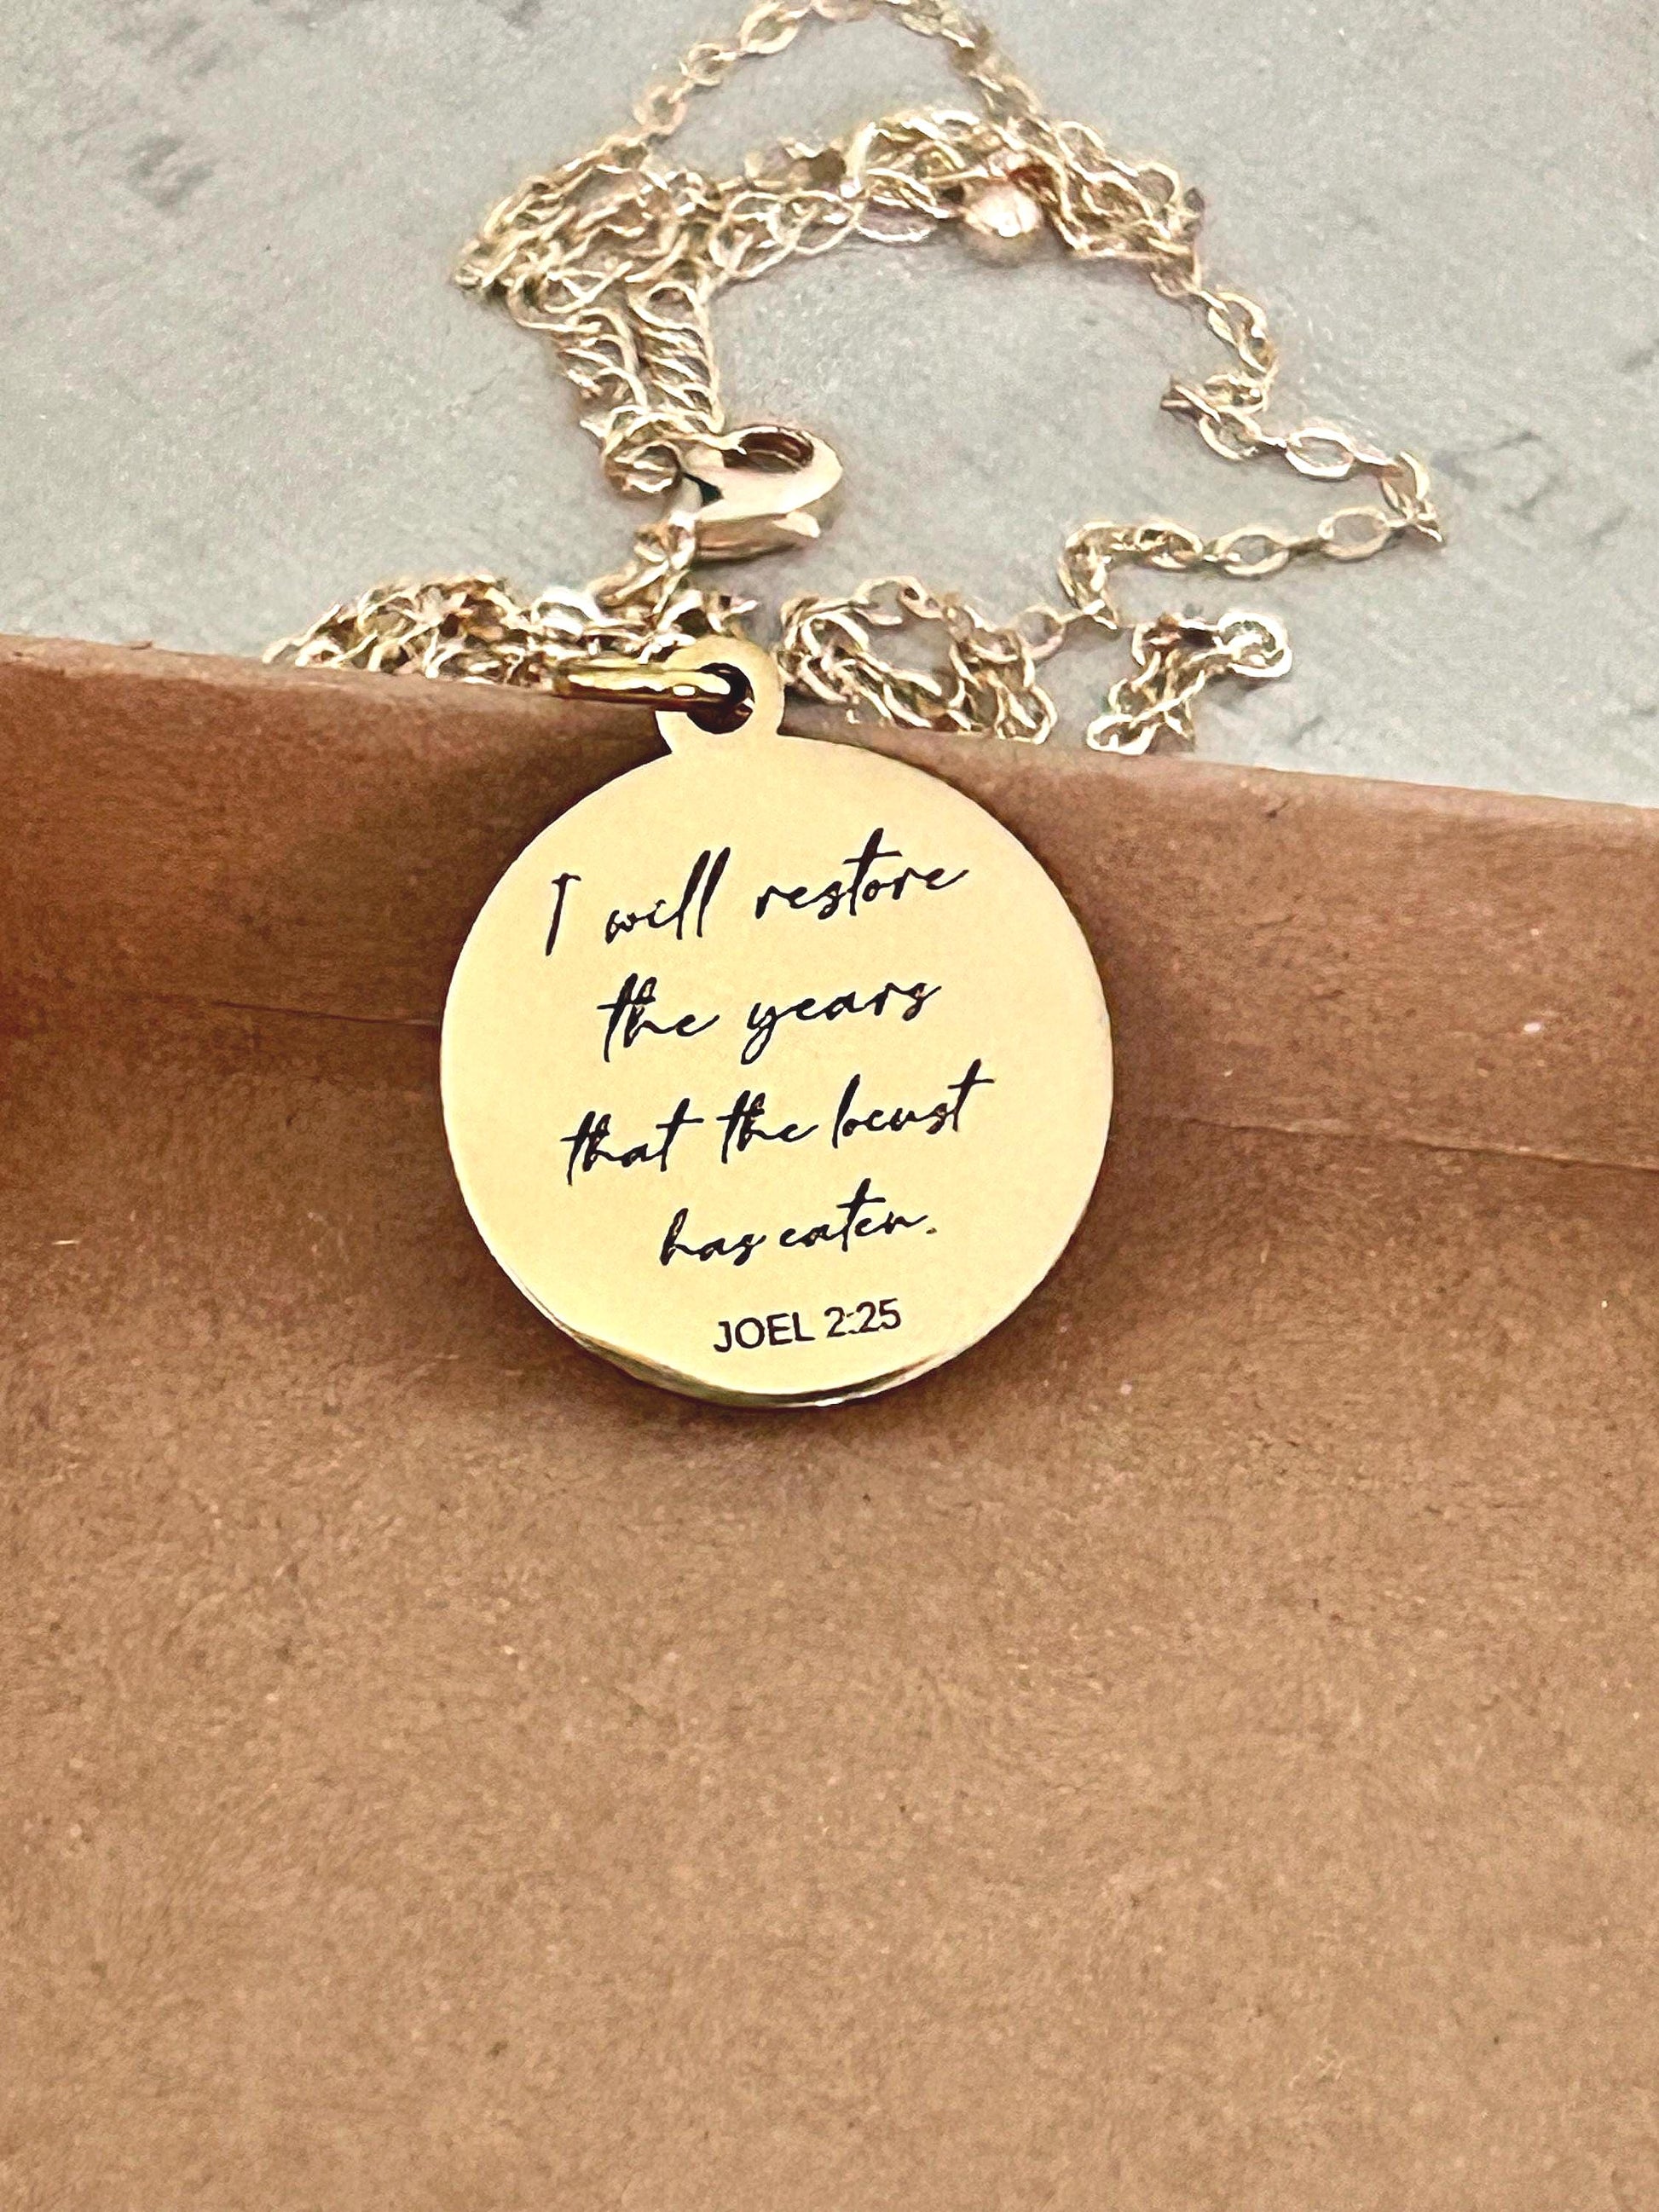 I will restore
the years
that the locust
has eaten.
JOEL 2:25